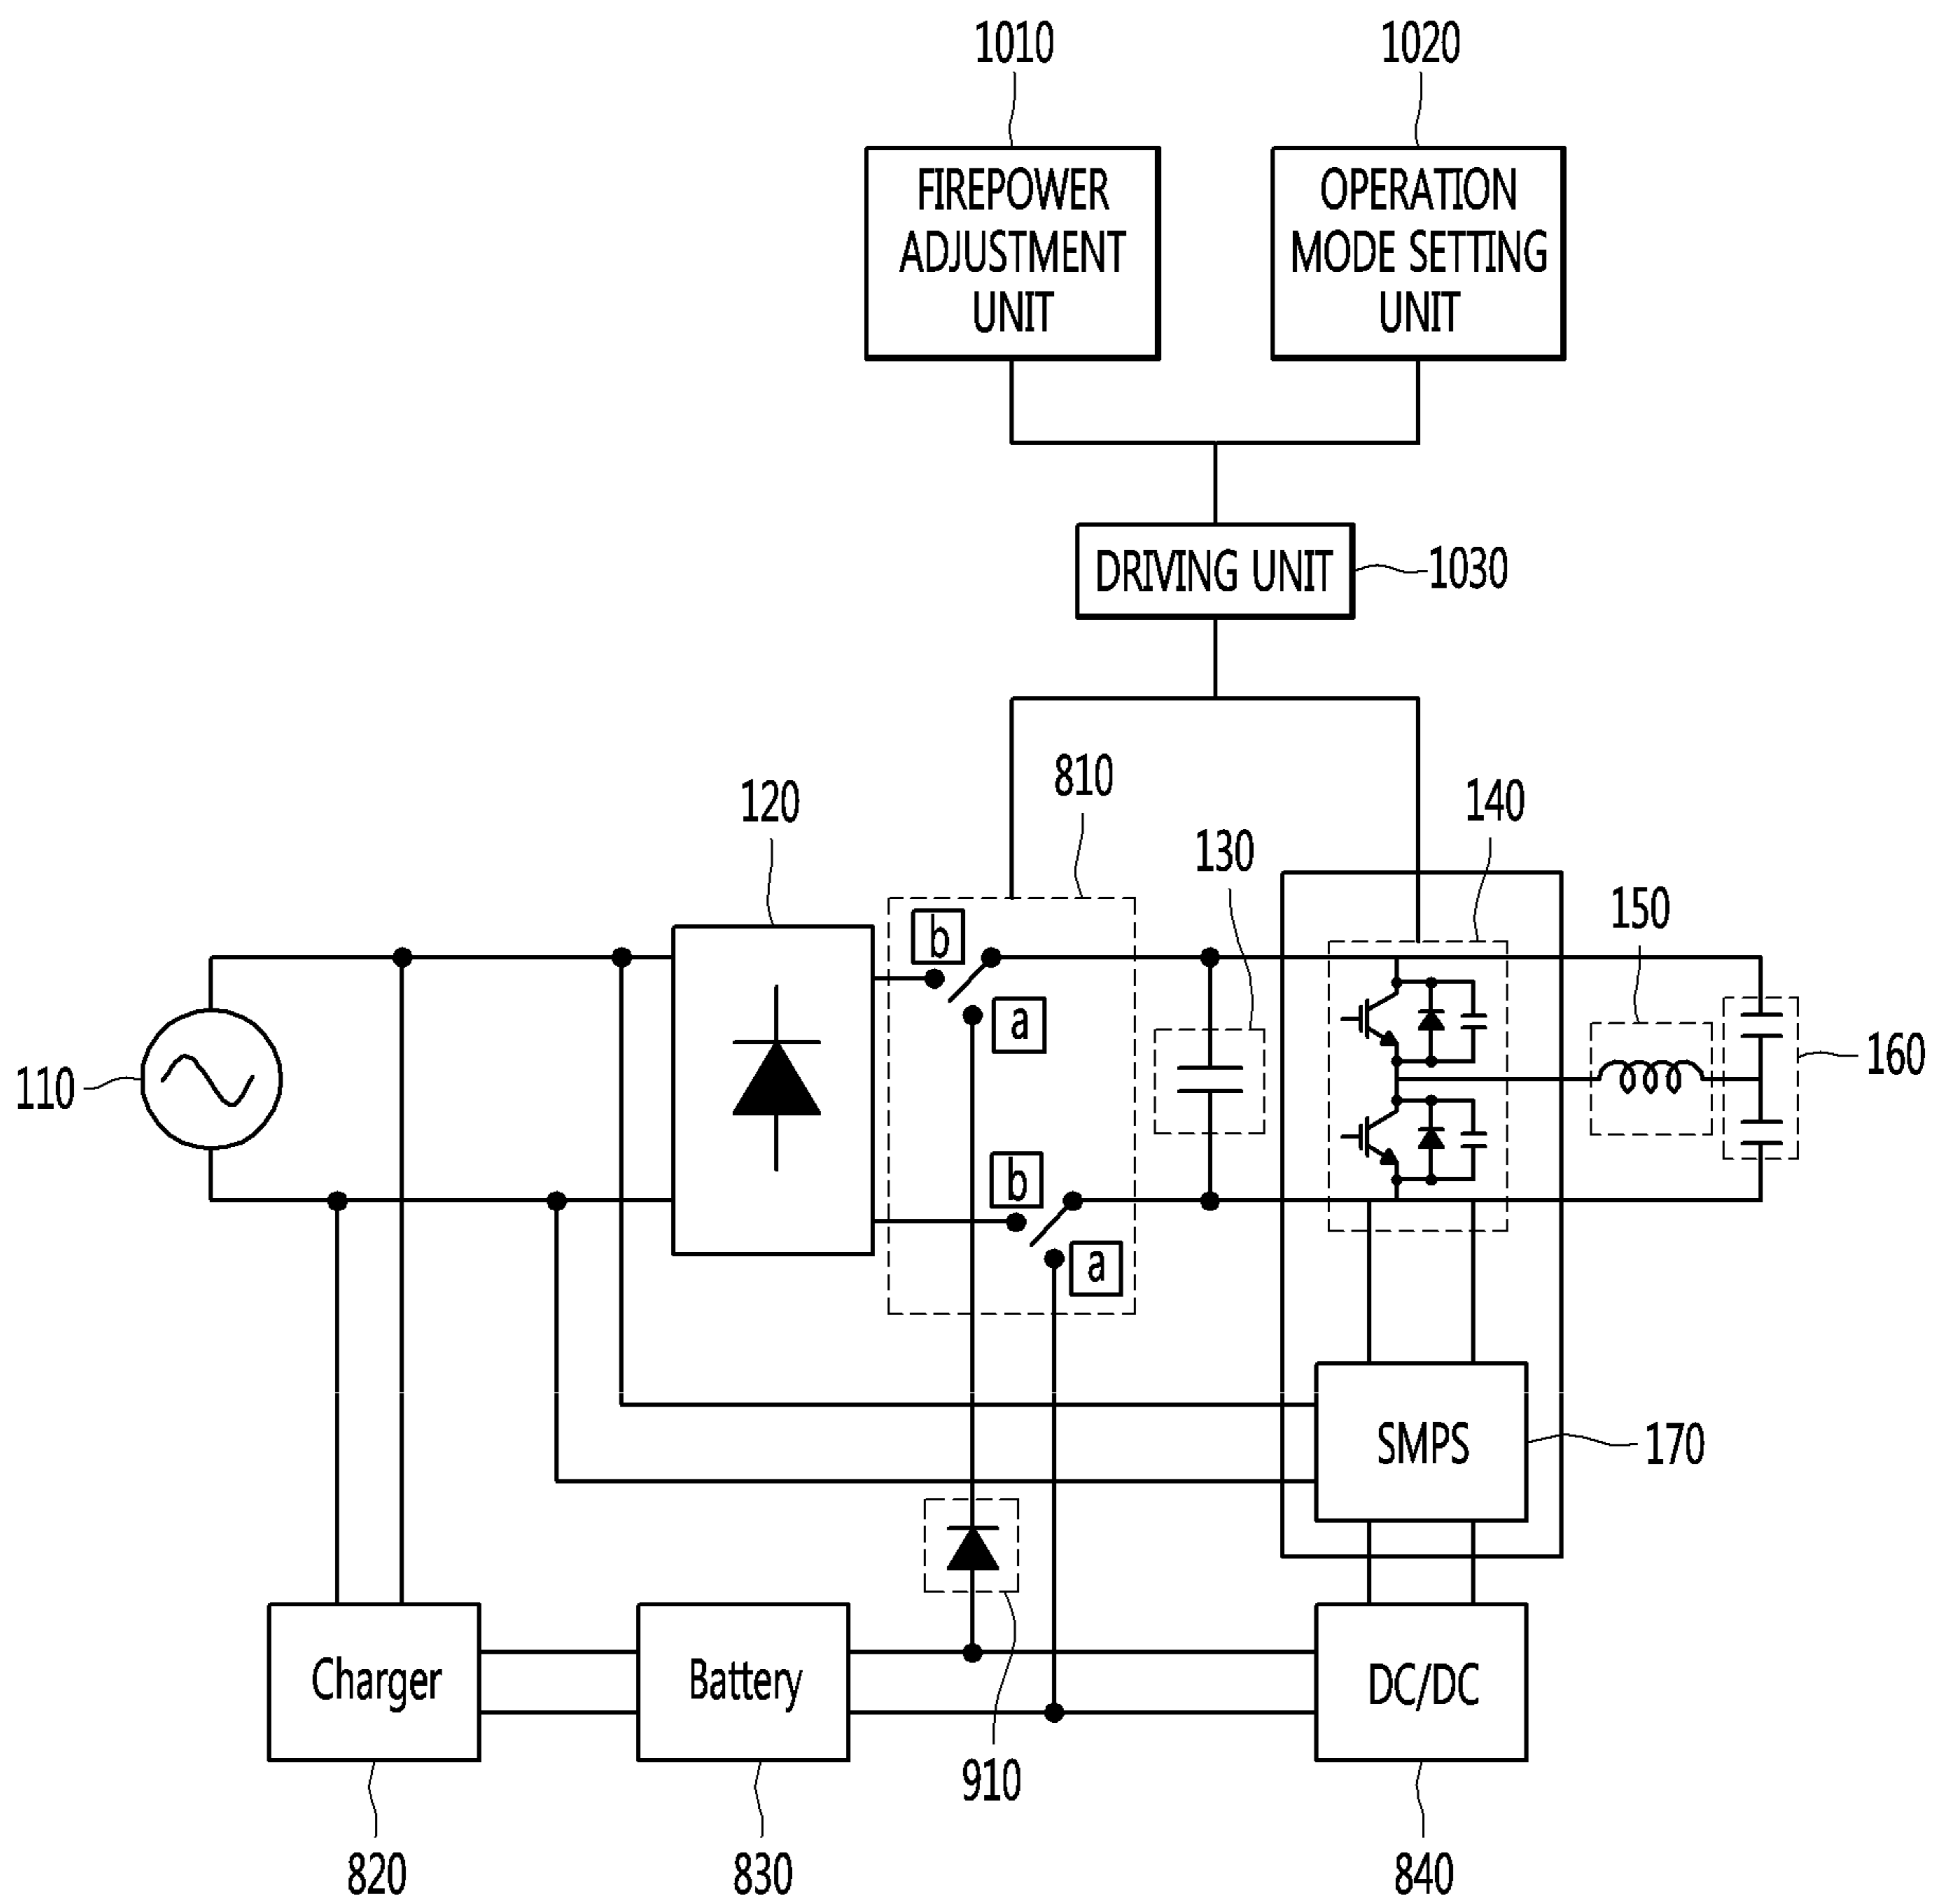 1010
1020
FIREPOWER
ADJUSTMENT
UNIT
OPERATION
MODE SETTING
UNIT
DRIVING UNIT
1030
810
120
140
130
150
b
a
110
160
b
a
SMPS
170
Charger
Battery
DC/DC
910
820
830
840